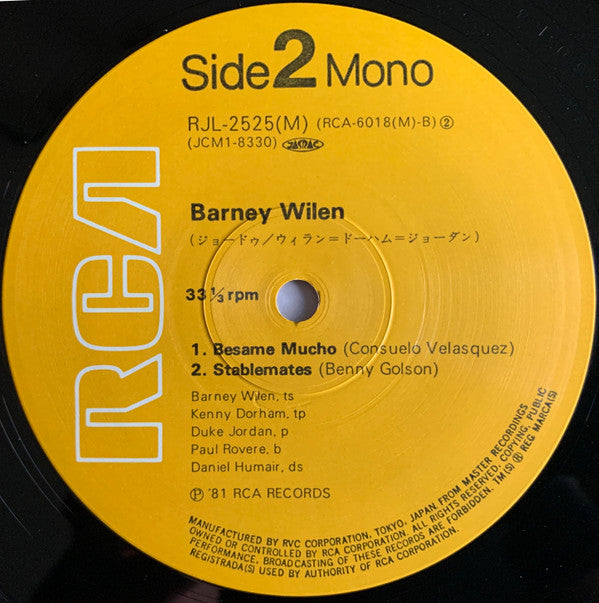 Side 2 Mono
RJL-2525(M) (RCA-6018(M)-B) ②
(JCM1-8330) JASRAC
RCA
Barney Wilen
(ジョードゥ/ウィラン=ドーハム=ジョーダン)
33 1/3 rpm
1. Besame Mucho (Consuelo Velasquez)
2. Stablemates (Benny Golson)
Barney Wilen, ts
Kenny Dorham, tp
Duke Jordan, p
Paul Rovere, b
Daniel Humair, ds
Ⓟ '81 RCA RECORDS
MANUFACTURED BY RVC CORPORATION, TOKYO, JAPAN FROM MASTER RECORDINGS
OWNED OR CONTROLLED BY RCA CORPORATION. ALL RIGHTS RESERVED. COPYING, PUBLIC
PERFORMANCE, BROADCASTING OF THESE RECORDS ARE FORBIDDEN. TM(S) ® REG MARCA(S)
REGISTRADA(S) USED BY AUTHORITY OF RCA CORPORATION.